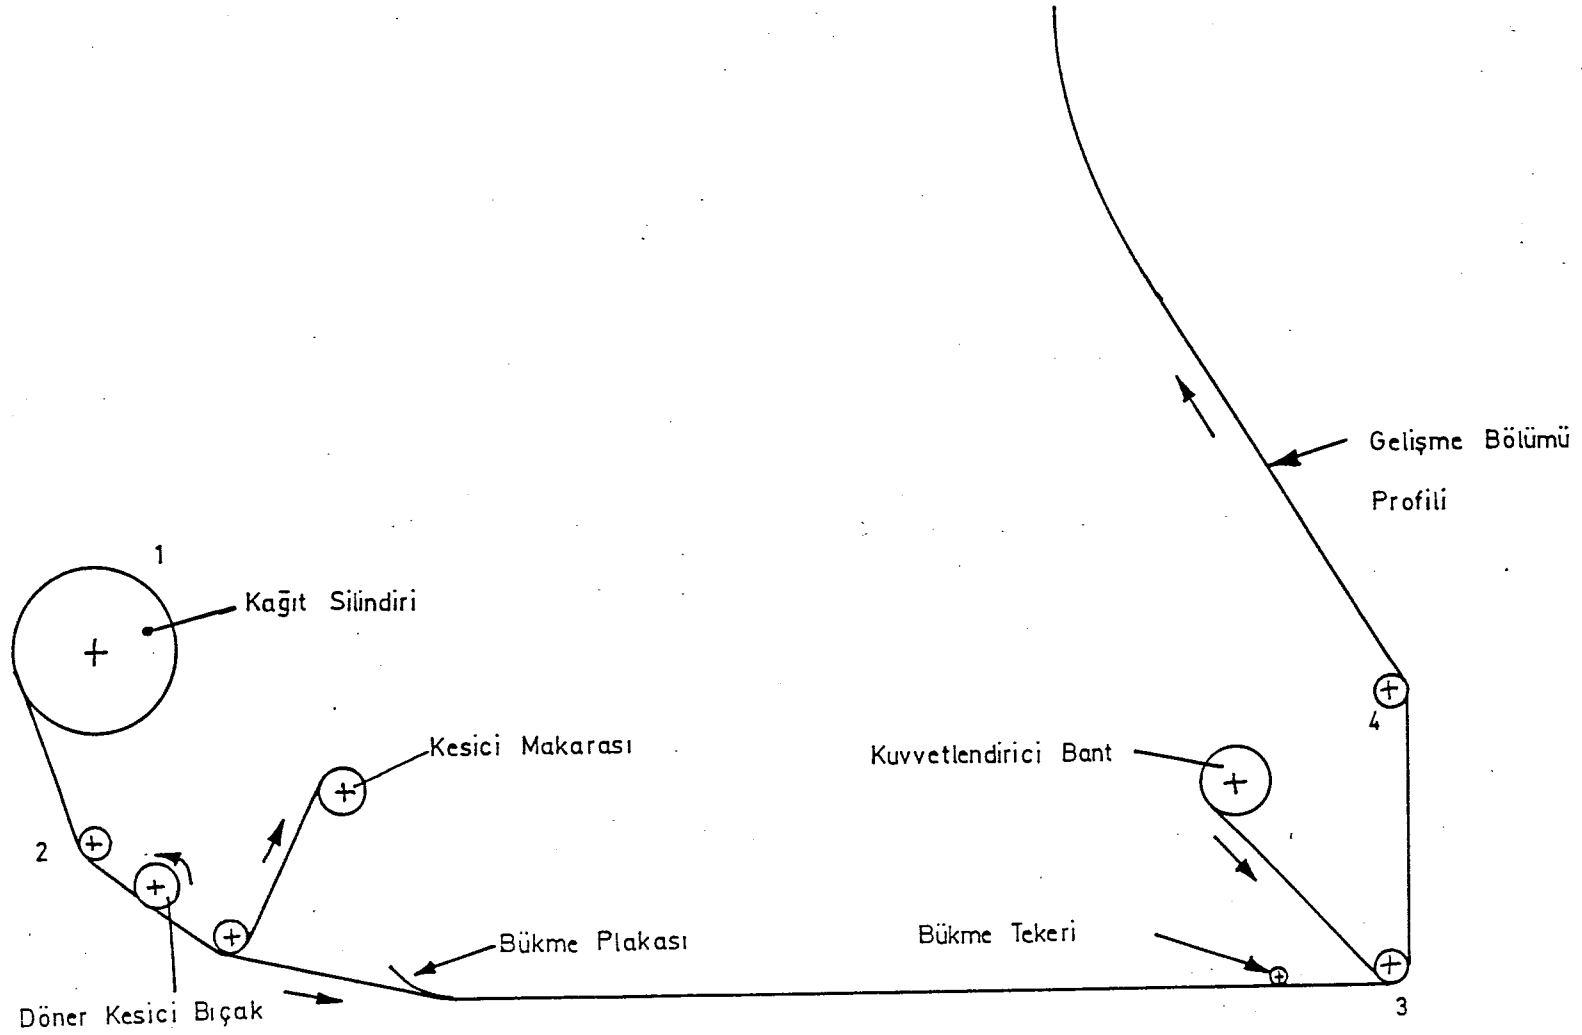 Gelişme Bölümü
Profili
1
Kağıt Silindiri
4
Kesici Makarası
Kuvvetlendirici Bant
2
Bükme Plakası
Bükme Tekeri
Döner Kesici Bıçak
3